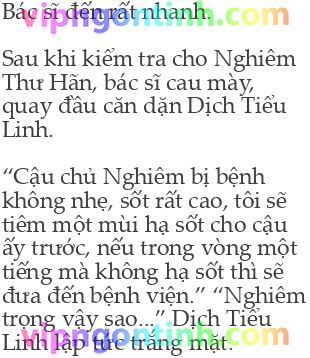 Bác sĩ đến rất nhanh.
Sau khi kiểm tra cho Nghiêm
Thư Hãn, bác sĩ cau mày,
quay đầu căn dặn Dịch Tiểu
Linh.
“Cậu chủ Nghiêm bị bệnh
không nhẹ, sốt rất cao, tôi sẽ
tiêm một mùi hạ sốt cho cậu
ấy trước, nếu trong vòng một
tiếng mà không hạ sốt thì sẽ
đưa đến bệnh viện.” “Nghiêm
trọng vậy sao...” Dịch Tiểu
Linh lập tức trắng mặt.
vipngontinh.com
vipngontinh.com